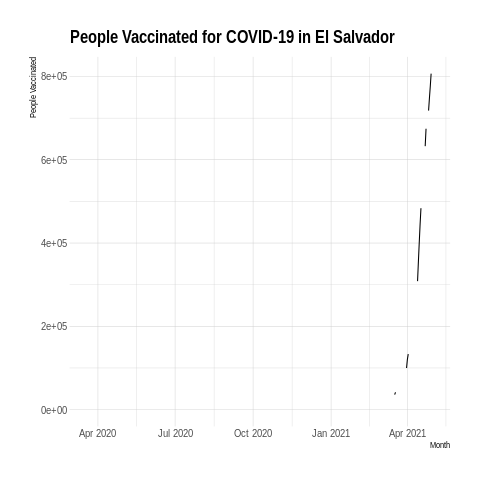 People Vaccinated for COVID-19 in El Salvador
People Vaccinated
8e+05
6e+05
4e+05
2e+05
0e+00
Apr 2020 Jul 2020 Oct 2020 Jan 2021 Apr 2021
Month